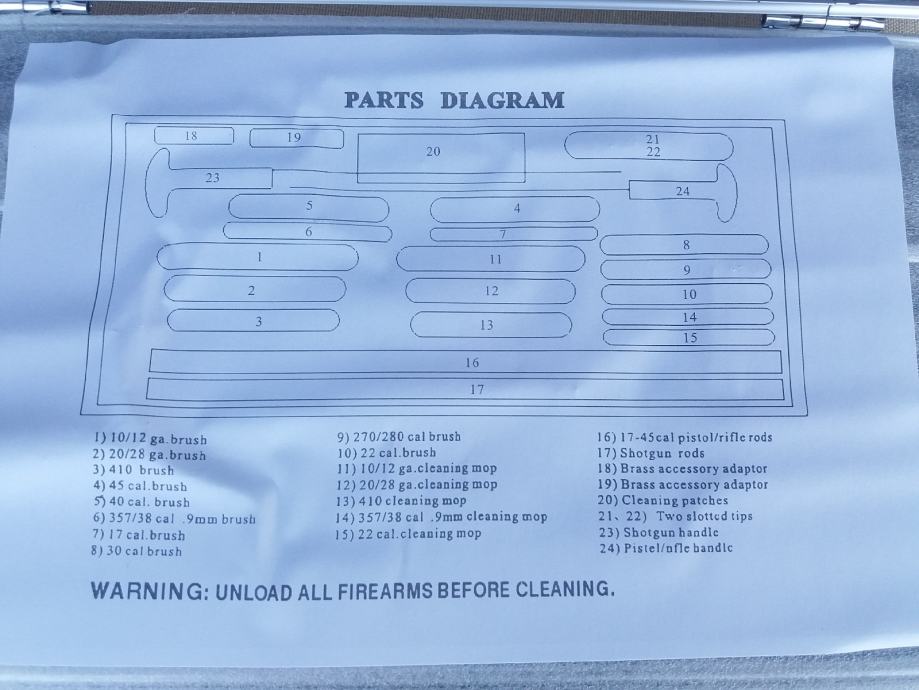 PARTS DIAGRAM
18 19 20 21
22
23 24
5 4
6 7 8
1 11 9
2 12 10
3 13 14
15
16
17
1) 10/12 ga.brush
2) 20/28 ga.brush
3) 410 brush
4) 45 cal.brush
5) 40 cal. brush
6) 357/38 cal .9mm brush
7) 17 cal.brush
8) 30 cal brush
9) 270/280 cal brush
10) 22 cal.brush
11) 10/12 ga.cleaning mop
12) 20/28 ga.cleaning mop
13) 410 cleaning mop
14) 357/38 cal .9mm cleaning mop
15) 22 cal.cleaning mop
16) 17-45cal pistol/rifle rods
17) Shotgun rods
18) Brass accessory adaptor
19) Brass accessory adaptor
20) Cleaning patches
21、22) Two slotted tips
23) Shotgun handle
24) Pistel/nfle handle
WARNING: UNLOAD ALL FIREARMS BEFORE CLEANING.